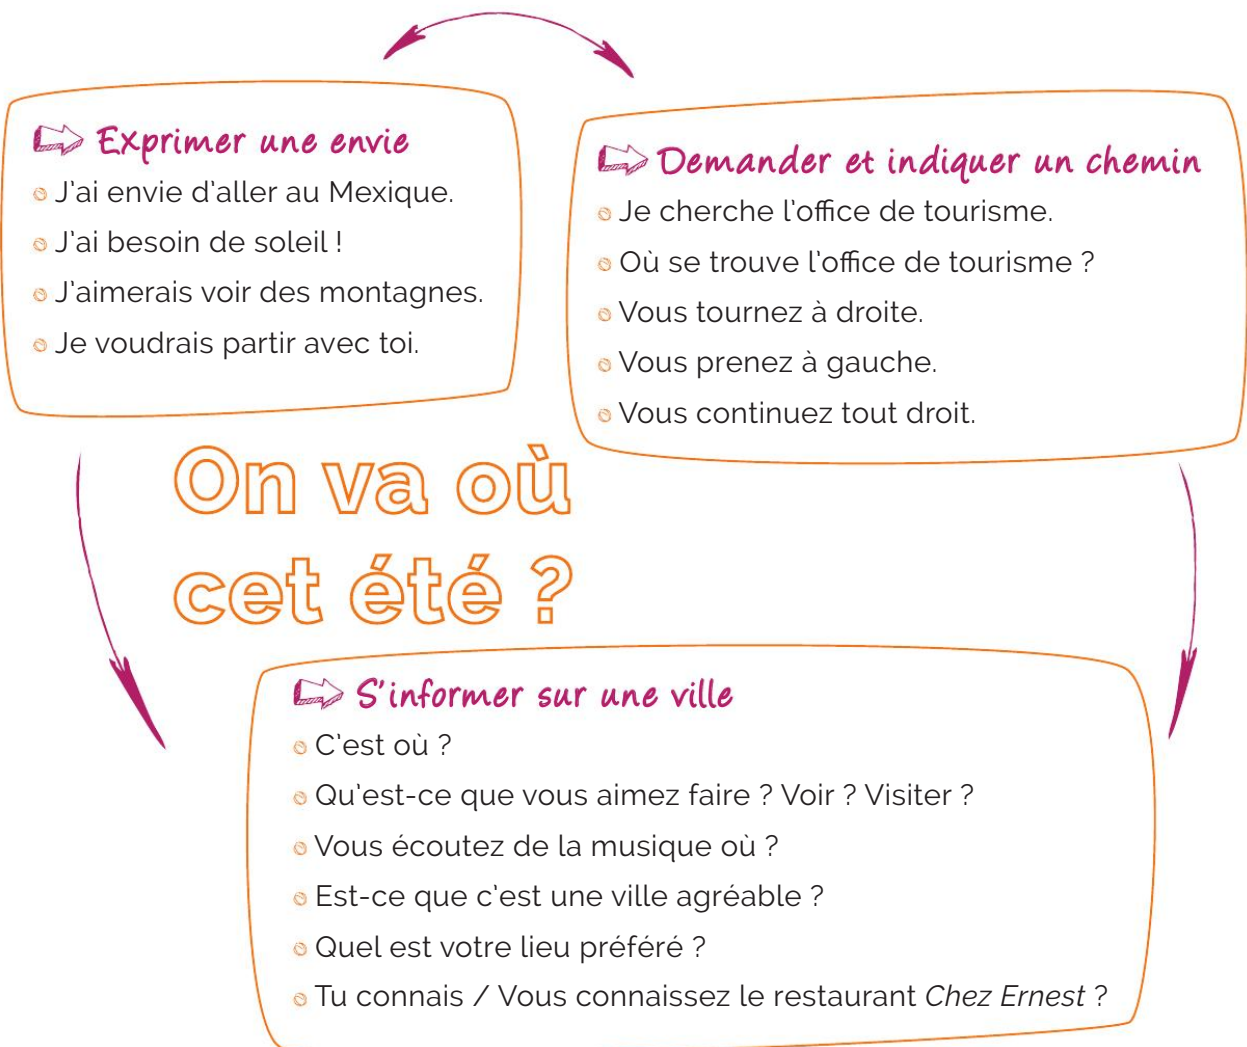 Exprimer une envie
J'ai envie d'aller au Mexique.
J'ai besoin de soleil !
J'aimerais voir des montagnes.
Je voudrais partir avec toi.
Demander et indiquer un chemin
Je cherche l'office de tourisme.
Où se trouve l'office de tourisme ?
Vous tournez à droite.
Vous prenez à gauche.
Vous continuez tout droit.
On va où
cet été ?
S'informer sur une ville
C'est où ?
Qu'est-ce que vous aimez faire ? Voir ? Visiter ?
Vous écoutez de la musique où ?
Est-ce que c'est une ville agréable ?
Quel est votre lieu préféré ?
Tu connais / Vous connaissez le restaurant Chez Ernest ?